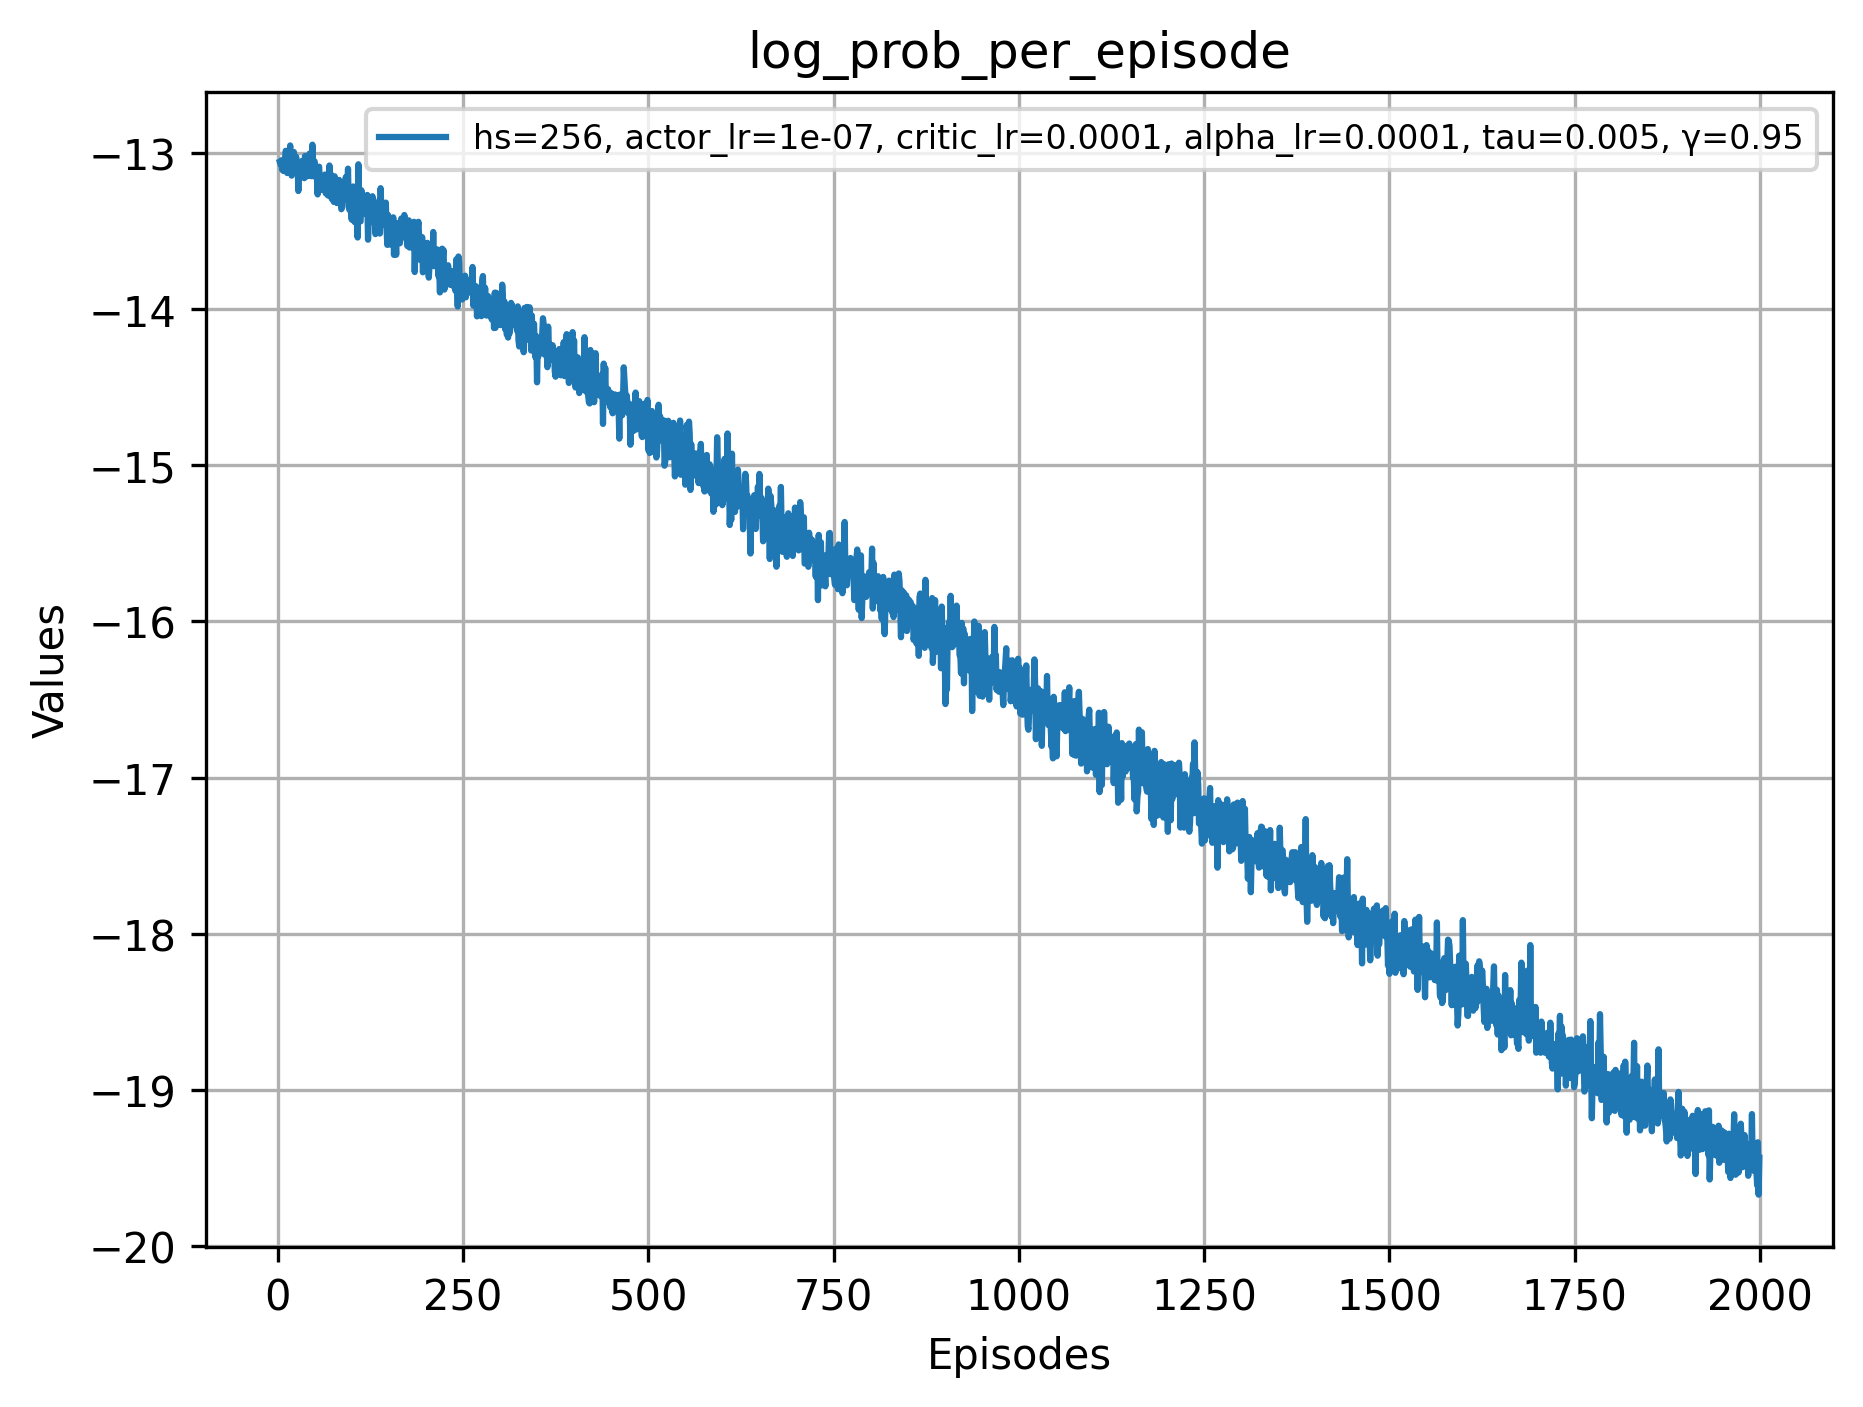 log_prob_per_episode
hs=256, actor_lr=1e-07, critic_lr=0.0001, alpha_lr=0.0001, tau=0.005, γ=0.95
−13
−14
−15
−16
−17
−18
−19
−20
Values
0 250 500 750 1000 1250 1500 1750 2000
Episodes